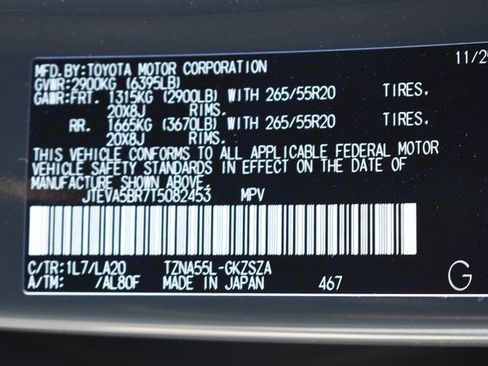 MFD.BY:TOYOTA MOTOR CORPORATION 11/20
GVWR:2900KG (6395LB)
GAWR:FRT. 1315KG (2900LB) WITH 265/55R20 TIRES.
20X8J RIMS.
RR. 1665KG (3670LB) WITH 265/55R20 TIRES.
20X8J RIMS.
THIS VEHICLE CONFORMS TO ALL APPLICABLE FEDERAL MOTOR
VEHICLE SAFETY STANDARDS IN EFFECT ON THE DATE OF
MANUFACTURE SHOWN ABOVE.
JTEVA5BR7T5082453 MPV
C/TR:1L7/LA20 TZNA55L-GKZSZA
A/TM: /AL80F MADE IN JAPAN 467 G